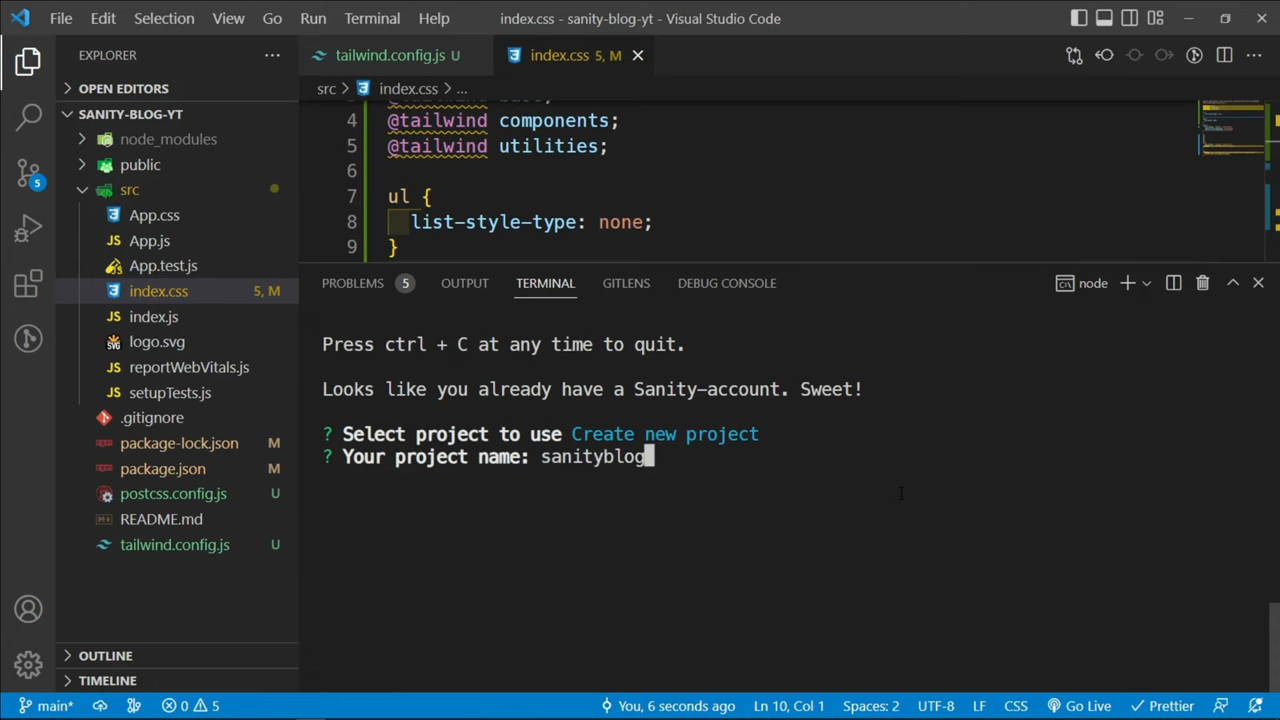 File Edit Selection View Go Run Terminal Help
index.css - sanity-blog-yt - Visual Studio Code
EXPLORER
OPEN EDITORS
SANITY-BLOG-YT
node_modules
public
src
App.css
App.js
App.test.js
index.css 5, M
index.js
logo.svg
reportWebVitals.js
setupTests.js
.gitignore
package-lock.json M
package.json M
postcss.config.js U
README.md
tailwind.config.js U
OUTLINE
TIMELINE
5
tailwind.config.js U
index.css 5, M
src > index.css > ...
4 @tailwind components;
5 @tailwind utilities;
6
7 ul {
8 list-style-type: none;
9 }
PROBLEMS 5 OUTPUT TERMINAL GITLENS DEBUG CONSOLE
node
Press ctrl + C at any time to quit.
Looks like you already have a Sanity-account. Sweet!
? Select project to use Create new project
? Your project name: sanityblog
main* 0 5 You, 6 seconds ago Ln 10, Col 1 Spaces: 2 UTF-8 LF CSS Go Live Prettier